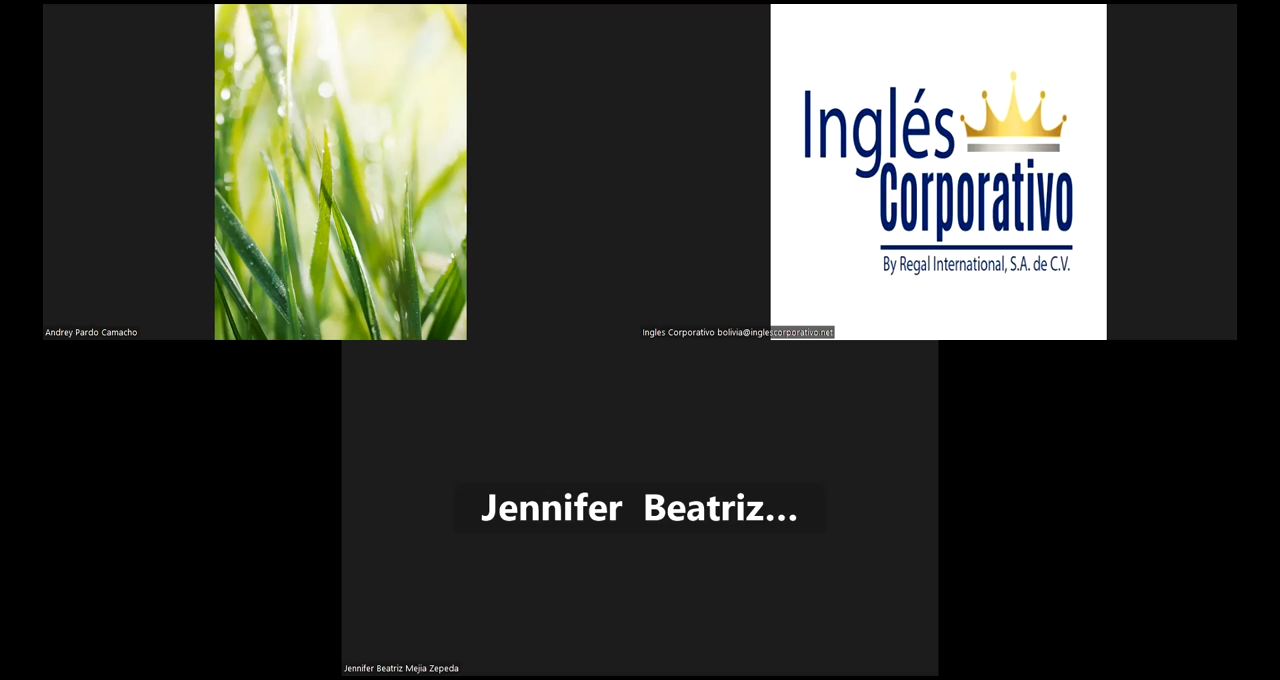 Inglés
Corporativo
By Regal International, S.A. de C.V.
Andrey Pardo Camacho
Ingles Corporativo bolivia@inglescorporativo.net
Jennifer Beatriz...
Jennifer Beatriz Mejia Zepeda